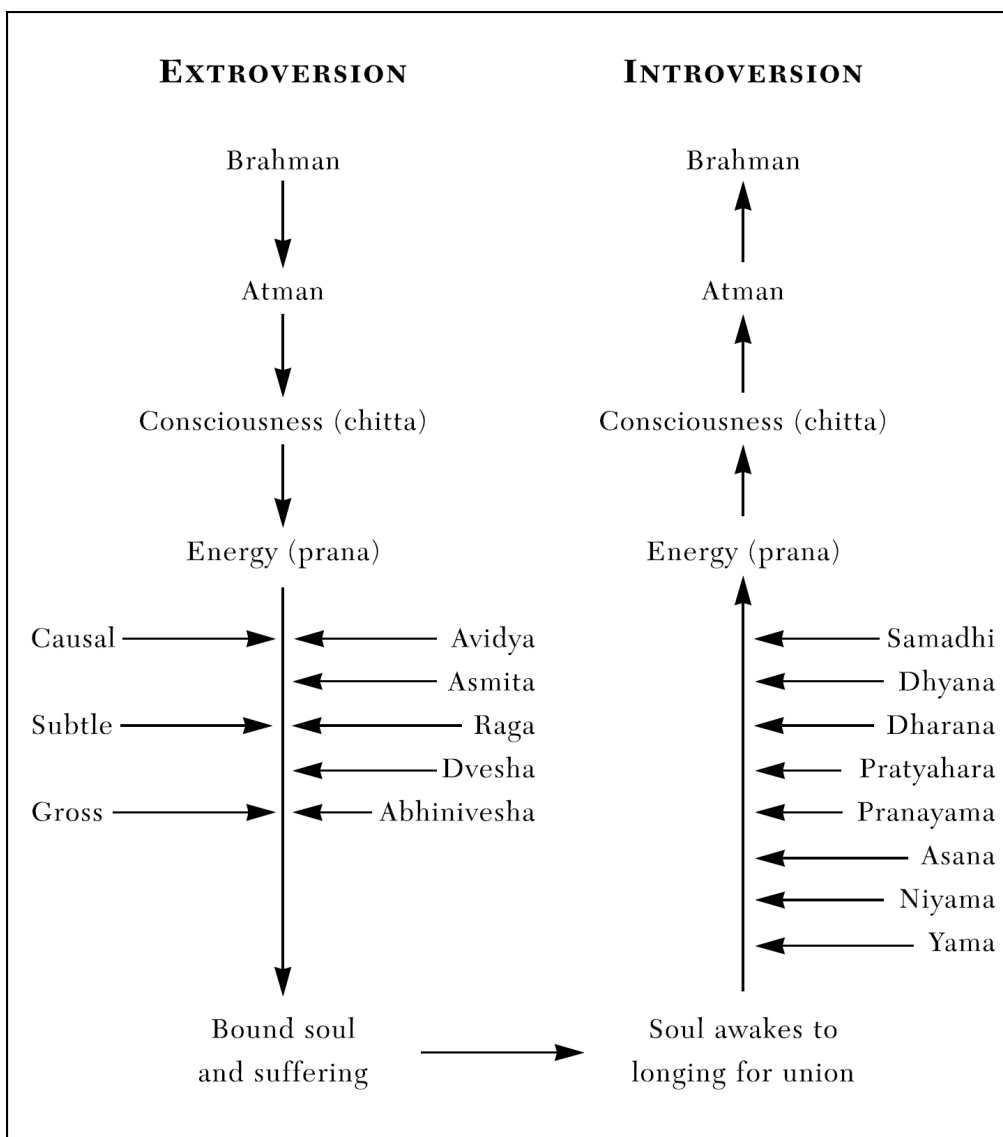 EXTROVERSION
Brahman
Atman
Consciousness (chitta)
Energy (prana)
Causal
Subtle
Gross
Avidya
Asmita
Raga
Dvesha
Abhinivesha
Bound soul
and suffering
INTROVERSION
Brahman
Atman
Consciousness (chitta)
Energy (prana)
Samadhi
Dhyana
Dharana
Pratyahara
Pranayama
Asana
Niyama
Yama
Soul awakes to
longing for union